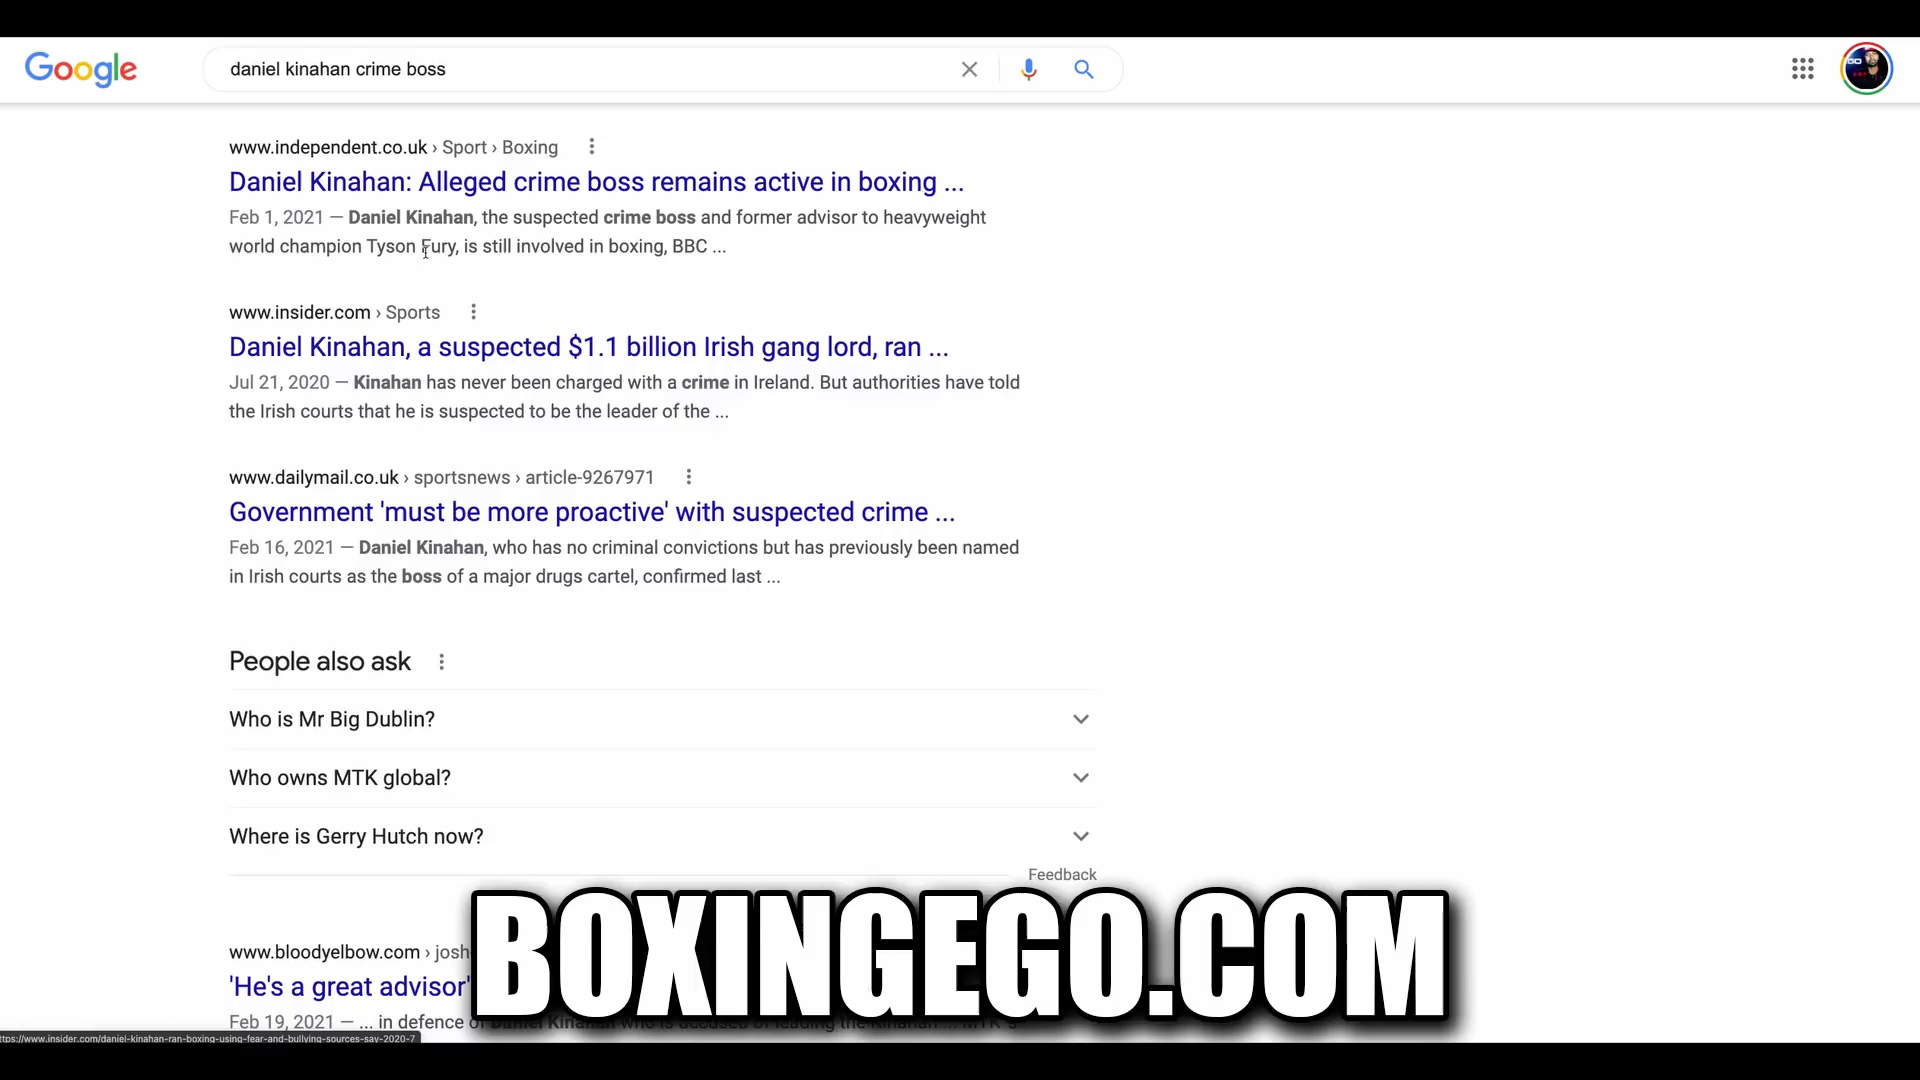 Google
daniel kinahan crime boss
www.independent.co.uk › Sport › Boxing
Daniel Kinahan: Alleged crime boss remains active in boxing ...
Feb 1, 2021 — Daniel Kinahan, the suspected crime boss and former advisor to heavyweight
world champion Tyson Fury, is still involved in boxing, BBC ...
www.insider.com › Sports
Daniel Kinahan, a suspected $1.1 billion Irish gang lord, ran ...
Jul 21, 2020 — Kinahan has never been charged with a crime in Ireland. But authorities have told
the Irish courts that he is suspected to be the leader of the ...
www.dailymail.co.uk › sportsnews › article-9267971
Government 'must be more proactive' with suspected crime ...
Feb 16, 2021 — Daniel Kinahan, who has no criminal convictions but has previously been named
in Irish courts as the boss of a major drugs cartel, confirmed last ...
People also ask
Who is Mr Big Dublin?
Who owns MTK global?
Where is Gerry Hutch now?
Feedback
www.bloodyelbow.com › josh
'He's a great advisor'
Feb 19, 2021 — ... in defence of Daniel Kinahan who is accused of leading the Kinahan ... MTK's
BOXINGEGO.COM
ttps://www.insider.com/daniel-kinahan-ran-boxing-using-fear-and-bullying-sources-say-2020-7